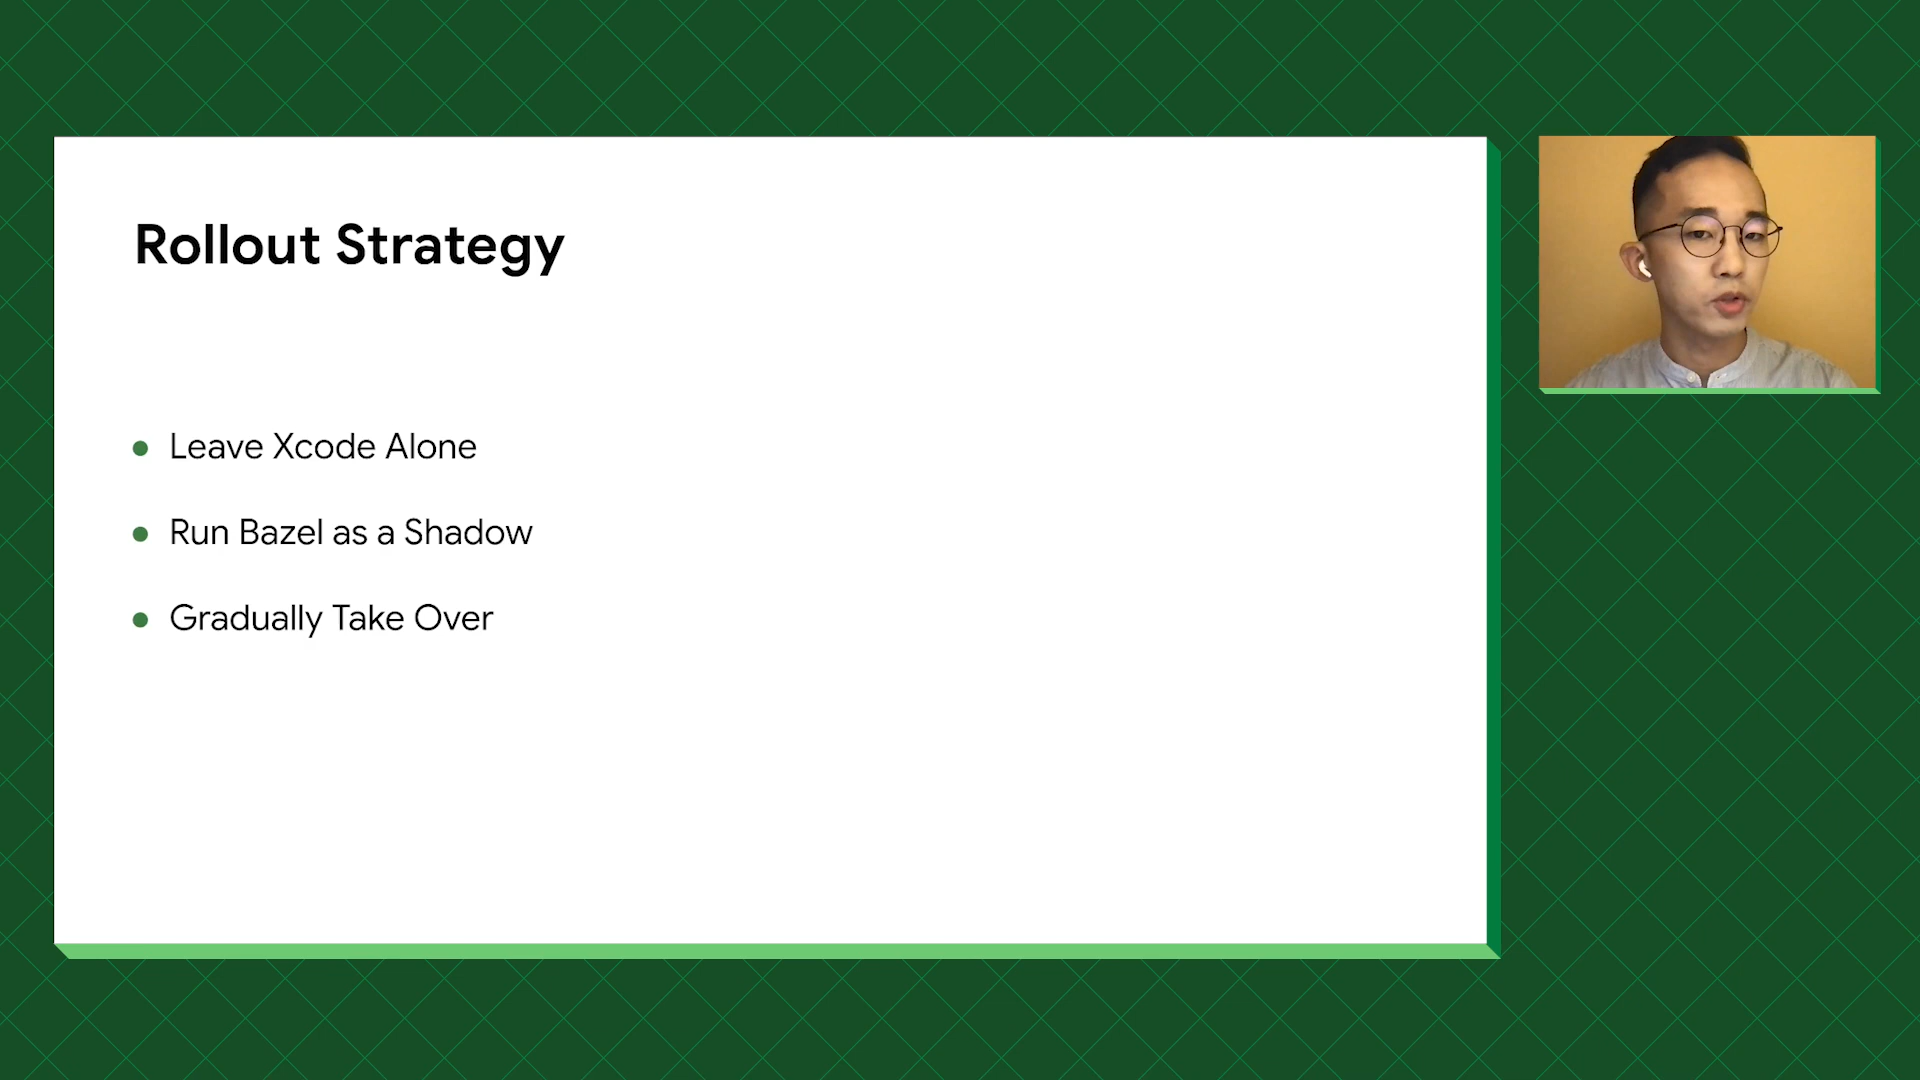 Rollout Strategy
Leave Xcode Alone
Run Bazel as a Shadow
Gradually Take Over